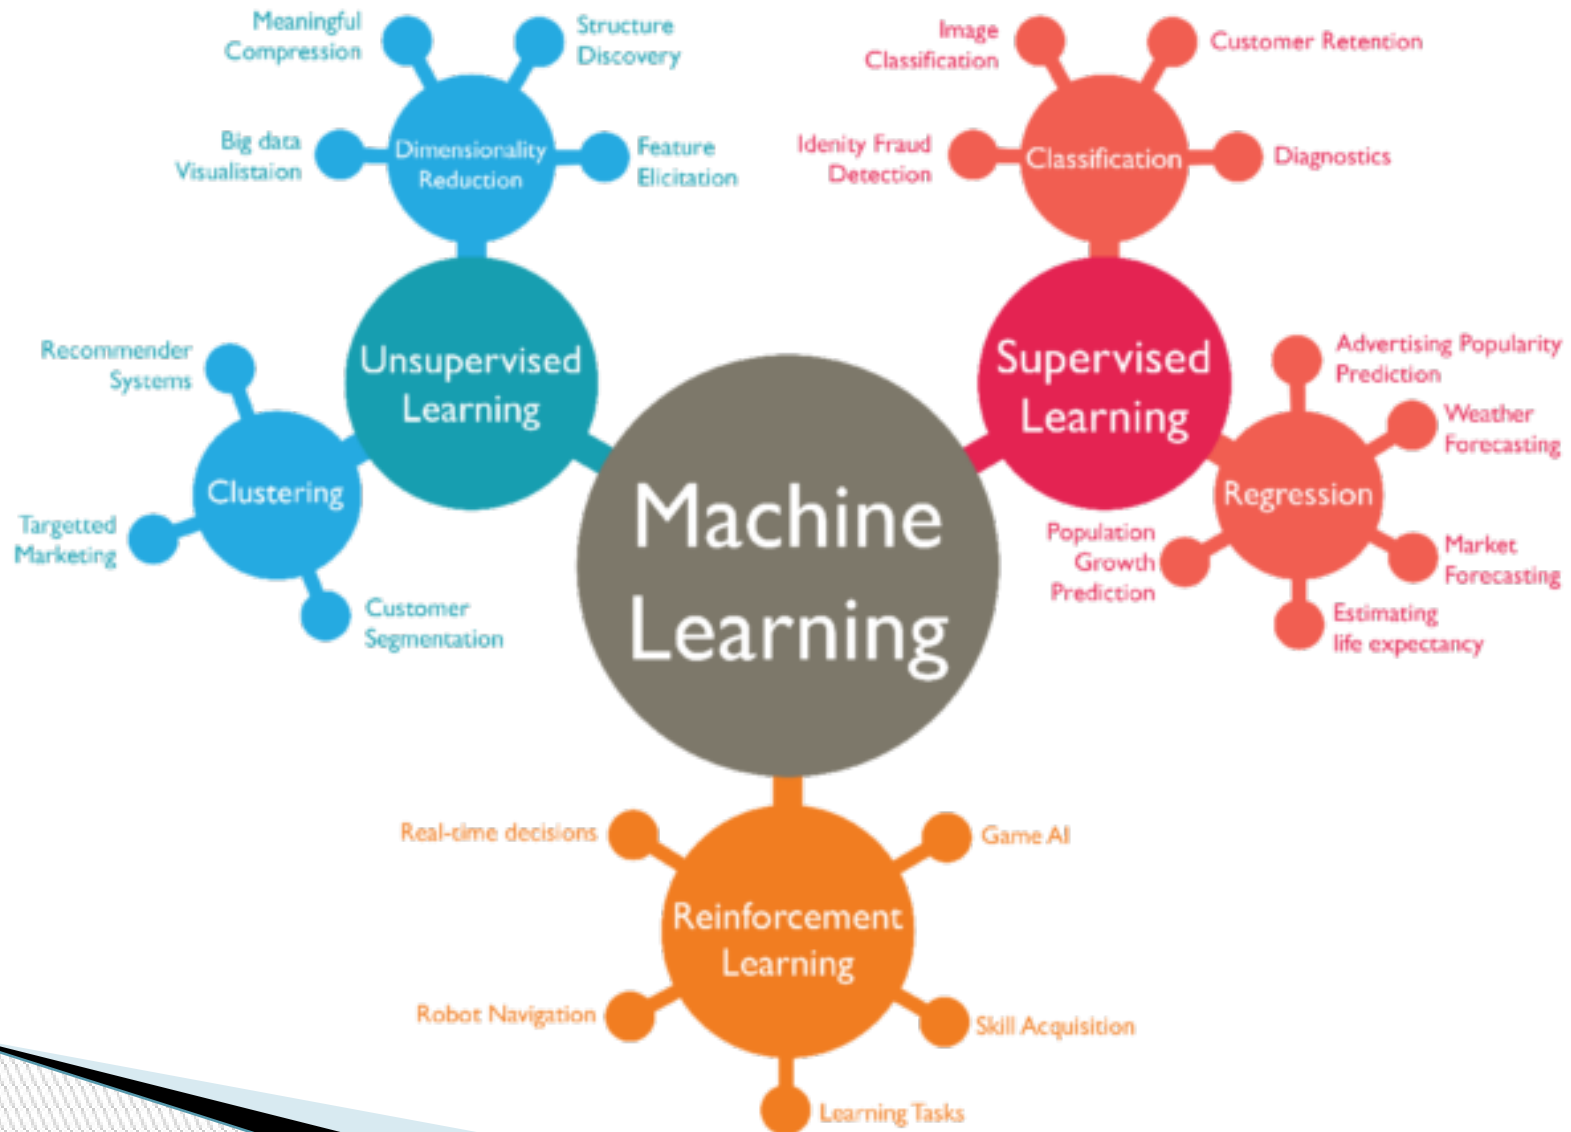 Meaningful
Compression
Structure
Discovery
Big data
Visualistaion
Dimensionality
Reduction
Feature
Elicitation
Image
Classification
Customer Retention
Idenity Fraud
Detection
Classification
Diagnostics
Recommender
Systems
Unsupervised
Learning
Clustering
Targetted
Marketing
Customer
Segmentation
Machine
Learning
Supervised
Learning
Advertising Popularity
Prediction
Weather
Forecasting
Regression
Population
Growth
Prediction
Market
Forecasting
Estimating
life expectancy
Real-time decisions
Game AI
Reinforcement
Learning
Robot Navigation
Skill Acquisition
Learning Tasks